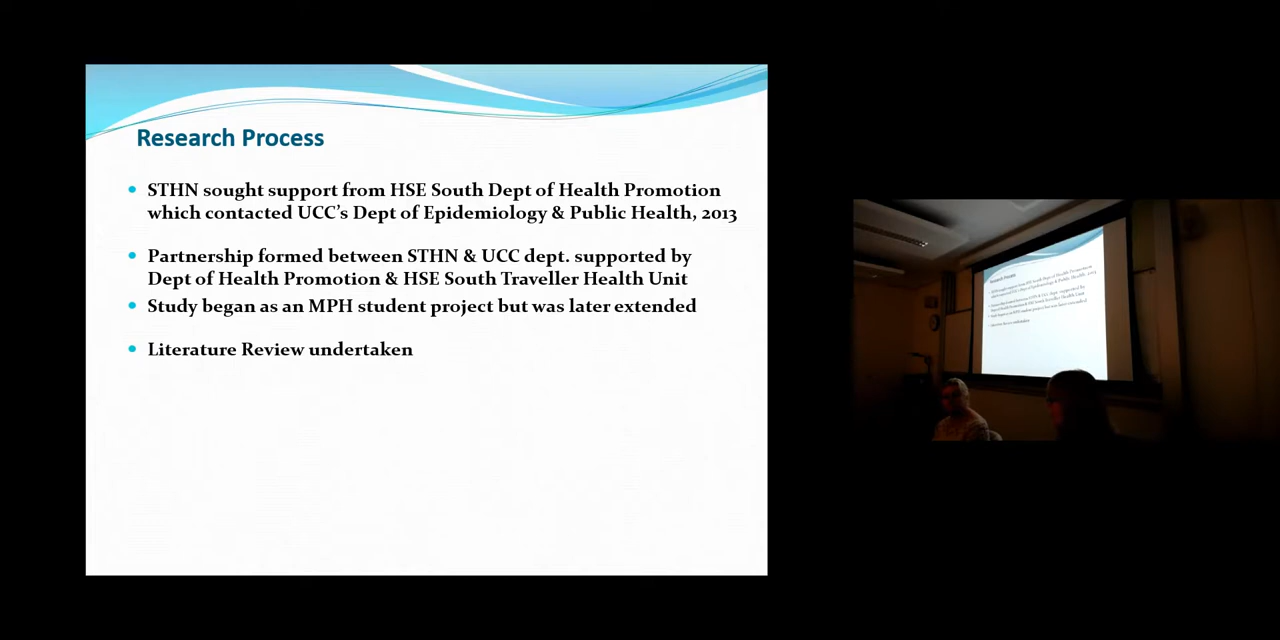 Research Process
STHN sought support from HSE South Dept of Health Promotion
which contacted UCC's Dept of Epidemiology & Public Health, 2013
Partnership formed between STHN & UCC dept. supported by
Dept of Health Promotion & HSE South Traveller Health Unit
Study began as an MPH student project but was later extended
Literature Review undertaken